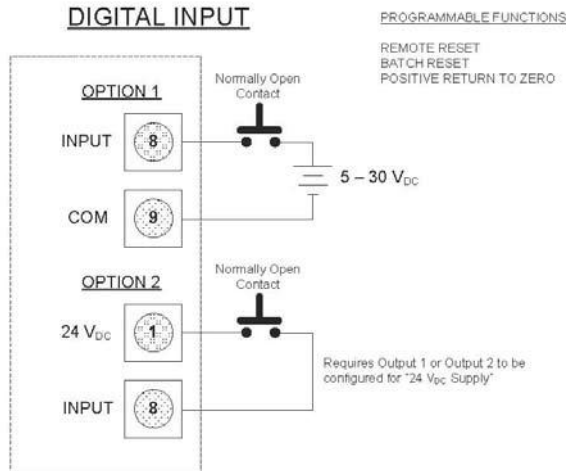 DIGITAL INPUT
PROGRAMMABLE FUNCTIONS
REMOTE RESET
BATCH RESET
POSITIVE RETURN TO ZERO
OPTION 1
Normally Open
Contact
INPUT
8
5 – 30 VDC
COM
9
OPTION 2
Normally Open
Contact
24 VDC
1
Requires Output 1 or Output 2 to be
configured for "24 VDC Supply"
INPUT
8